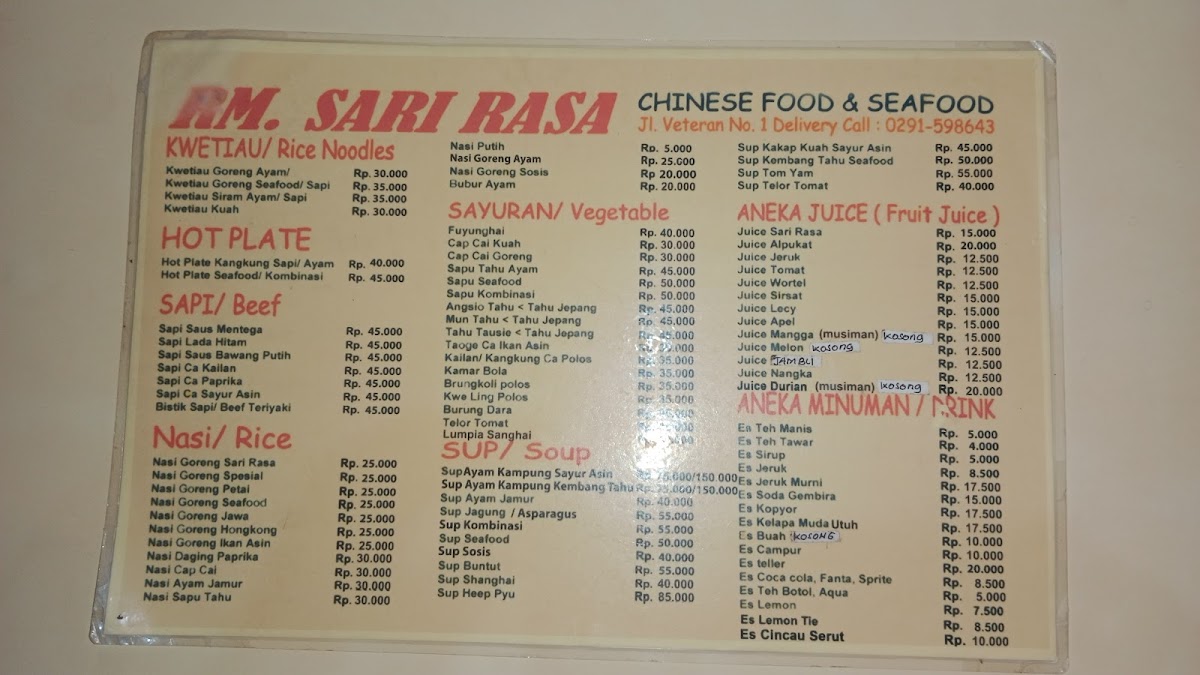 RM. SARI RASA
CHINESE FOOD & SEAFOOD
Jl. Veteran No. 1 Delivery Call : 0291-598643
KWETIAU/ Rice Noodles
Kwetiau Goreng Ayam/ Rp. 30.000
Kwetiau Goreng Seafood/ Sapi Rp. 35.000
Kwetiau Siram Ayam/ Sapi Rp. 35.000
Kwetiau Kuah Rp. 30.000
HOT PLATE
Hot Plate Kangkung Sapi/ Ayam Rp. 40.000
Hot Plate Seafood/ Kombinasi Rp. 45.000
SAPI/ Beef
Sapi Saus Mentega Rp. 45.000
Sapi Lada Hitam Rp. 45.000
Sapi Saus Bawang Putih Rp. 45.000
Sapi Ca Kailan Rp. 45.000
Sapi Ca Paprika Rp. 45.000
Sapi Ca Sayur Asin Rp. 45.000
Bistik Sapi/ Beef Teriyaki Rp. 45.000
Nasi/ Rice
Nasi Goreng Sari Rasa Rp. 25.000
Nasi Goreng Spesial Rp. 25.000
Nasi Goreng Petai Rp. 25.000
Nasi Goreng Seafood Rp. 25.000
Nasi Goreng Jawa Rp. 25.000
Nasi Goreng Hongkong Rp. 25.000
Nasi Goreng Ikan Asin Rp. 25.000
Nasi Daging Paprika Rp. 30.000
Nasi Cap Cai Rp. 30.000
Nasi Ayam Jamur Rp. 30.000
Nasi Sapu Tahu Rp. 30.000
Nasi Putih Rp. 5.000
Nasi Goreng Ayam Rp. 25.000
Nasi Goreng Sosis Rp 20.000
Bubur Ayam Rp. 20.000
SAYURAN/ Vegetable
Fuyunghai Rp. 40.000
Cap Cai Kuah Rp. 30.000
Cap Cai Goreng Rp. 30.000
Sapu Tahu Ayam Rp. 45.000
Sapu Seafood Rp. 50.000
Sapu Kombinasi Rp. 50.000
Angsio Tahu < Tahu Jepang Rp. 45.000
Mun Tahu < Tahu Jepang Rp. 45.000
Tahu Tausie < Tahu Jepang Rp. 45.000
Taoge Ca Ikan Asin
Kailan/ Kangkung Ca Polos
Kamar Bola Rp. 35.000
Brungkoli polos Rp. 35.000
Kwe Ling Polos Rp. 35.000
Burung Dara
Telor Tomat
Lumpia Sanghai
SUP/ Soup
Sup Ayam Kampung Sayur Asin 75.000/150.000
Sup Ayam Kampung Kembang Tahu Rp. 75.000/150.000
Sup Ayam Jamur Rp. 40.000
Sup Jagung / Asparagus Rp. 55.000
Sup Kombinasi Rp. 55.000
Sup Seafood Rp. 50.000
Sup Sosis Rp. 40.000
Sup Buntut Rp. 55.000
Sup Shanghai Rp. 40.000
Sup Heep Pyu Rp. 85.000
Sup Kakap Kuah Sayur Asin Rp. 45.000
Sup Kembang Tahu Seafood Rp. 50.000
Sup Tom Yam Rp. 55.000
Sup Telor Tomat Rp. 40.000
ANEKA JUICE ( Fruit Juice )
Juice Sari Rasa Rp. 15.000
Juice Alpukat Rp. 20.000
Juice Jeruk Rp. 12.500
Juice Tomat Rp. 12.500
Juice Wortel Rp. 12.500
Juice Sirsat Rp. 15.000
Juice Lecy Rp. 15.000
Juice Apel Rp. 15.000
Juice Mangga (musiman) kosong Rp. 15.000
Juice Melon kosong Rp. 12.500
Juice JAMBU Rp. 12.500
Juice Nangka Rp. 12.500
Juice Durian (musiman) kosong Rp. 20.000
ANEKA MINUMAN / DRINK
Es Teh Manis Rp. 5.000
Es Teh Tawar Rp. 4.000
Es Sirup Rp. 5.000
Es Jeruk Rp. 8.500
Es Jeruk Murni Rp. 17.500
Es Soda Gembira Rp. 15.000
Es Kopyor Rp. 17.500
Es Kelapa Muda Utuh Rp. 17.500
Es Buah KOSONG Rp. 10.000
Es Campur Rp. 10.000
Es teller Rp. 20.000
Es Coca cola, Fanta, Sprite Rp. 8.500
Es Teh Botol, Aqua Rp. 5.000
Es Lemon Rp. 7.500
Es Lemon Tie Rp. 8.500
Es Cincau Serut Rp. 10.000